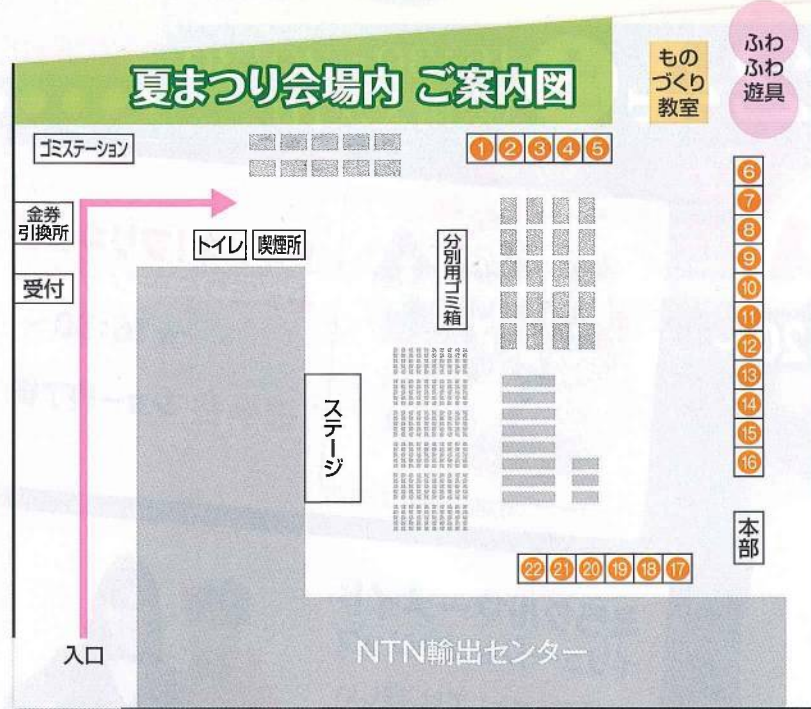 夏まつり会場内 ご案内図
もの
づくり
教室
ふわ
ふわ
遊具
ゴミステーション
1 2 3 4 5
金券
引換所
受付
トイレ
喫煙所
分別用ゴミ箱
6
7
8
9
10
11
12
13
14
15
16
ステージ
本部
22 21 20 19 18 17
入口
NTN輸出センター